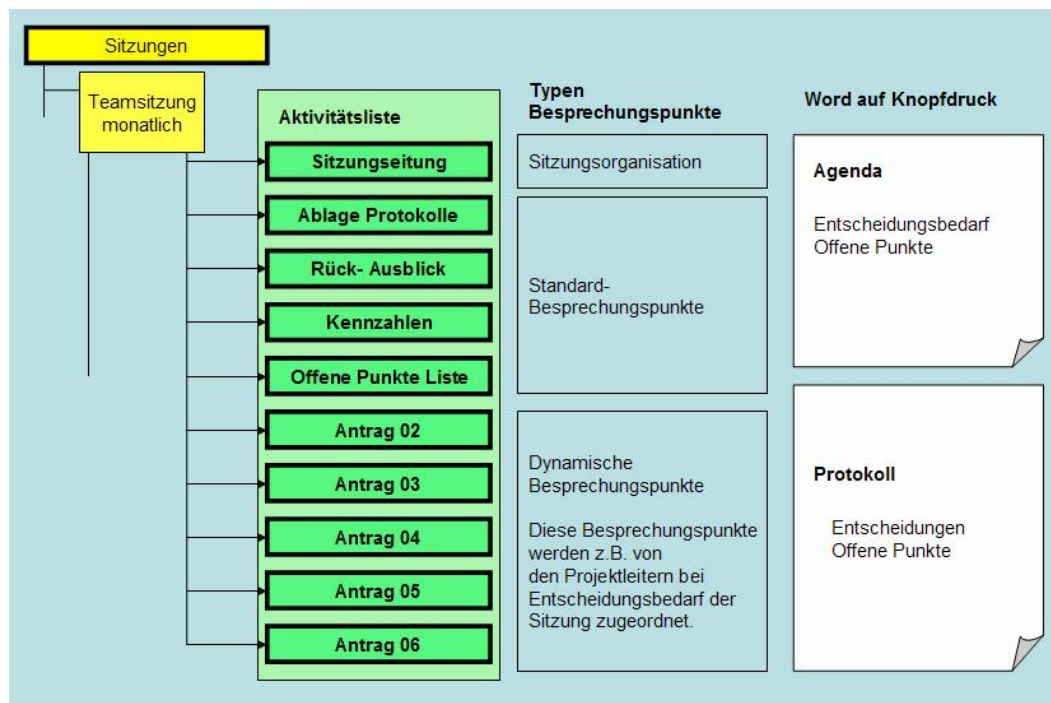 Sitzungen
Teamsitzung
monatlich
Aktivitätsliste
Sitzungseitung
Ablage Protokolle
Rück- Ausblick
Kennzahlen
Offene Punkte Liste
Antrag 02
Antrag 03
Antrag 04
Antrag 05
Antrag 06
Typen
Besprechungspunkte
Sitzungsorganisation
Standard-
Besprechungspunkte
Dynamische
Besprechungspunkte
Diese Besprechungspunkte
werden z.B. von
den Projektleitern bei
Entscheidungsbedarf der
Sitzung zugeordnet.
Word auf Knopfdruck
Agenda
Entscheidungsbedarf
Offene Punkte
Protokoll
Entscheidungen
Offene Punkte